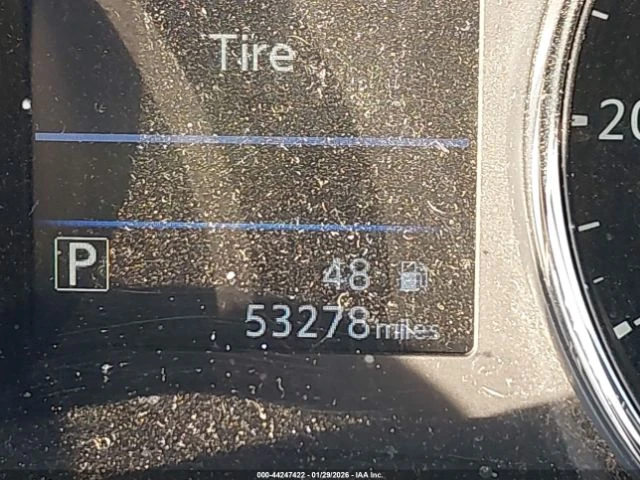 Tire
20
P
48
53278 miles
000-44247422 - 01/29/2026 - IAA Inc.